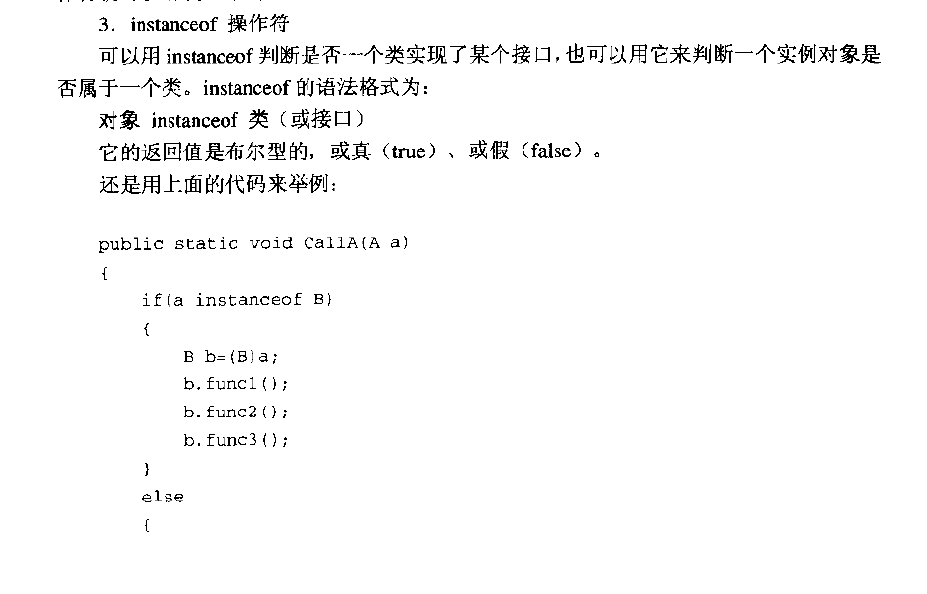 3. instanceof 操作符
可以用 instanceof 判断是否一个类实现了某个接口,也可以用它来判断一个实例对象是
否属于一个类。instanceof 的语法格式为:
对象 instanceof 类(或接口)
它的返回值是布尔型的,或真(true)、或假(false)。
还是用上面的代码来举例:
public static void CallA(A a)
{
if(a instanceof B)
{
B b=(B)a;
b.func1();
b.func2();
b.func3();
}
else
{